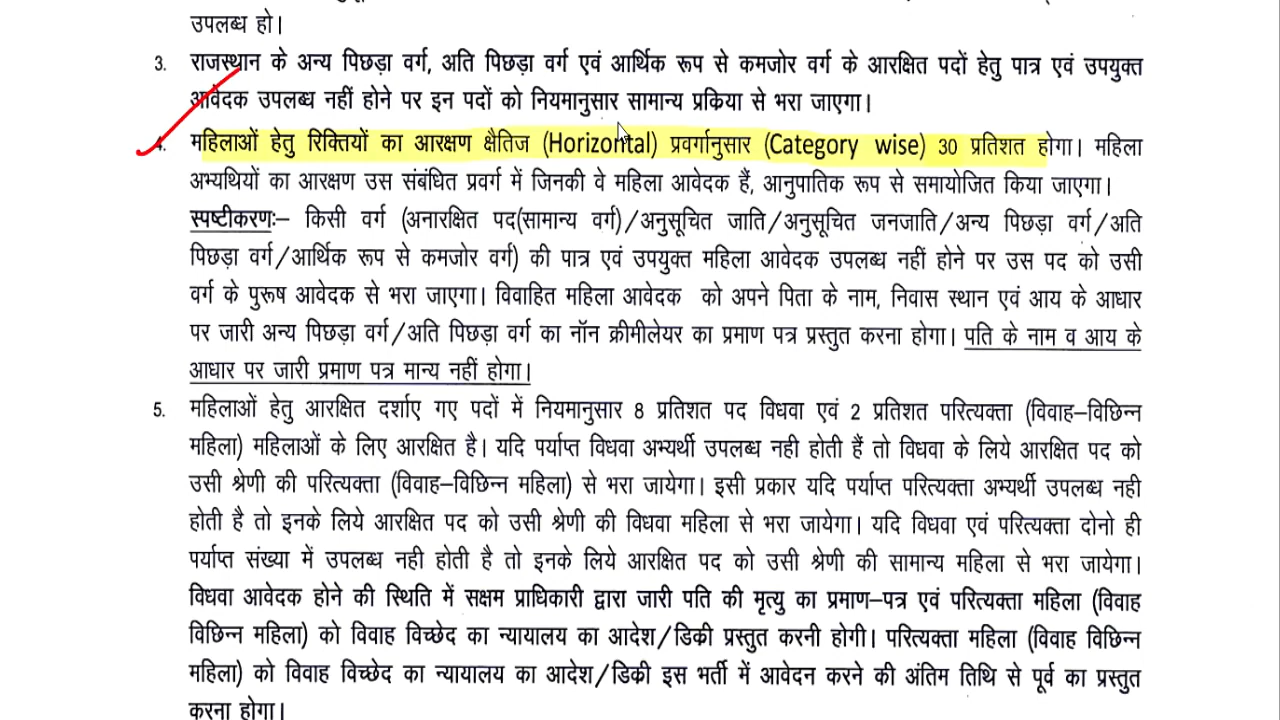 उपलब्ध हो।
3. राजस्थान के अन्य पिछड़ा वर्ग, अति पिछड़ा वर्ग एवं आर्थिक रूप से कमजोर वर्ग के आरक्षित पदों हेतु पात्र एवं उपयुक्त
आवेदक उपलब्ध नहीं होने पर इन पदों को नियमानुसार सामान्य प्रकिया से भरा जाएगा।
4. महिलाओं हेतु रिक्तियों का आरक्षण क्षैतिज (Horizontal) प्रवर्गानुसार (Category wise) 30 प्रतिशत होगा। महिला
अभ्यथियों का आरक्षण उस संबंधित प्रवर्ग में जिनकी वे महिला आवेदक हैं, आनुपातिक रूप से समायोजित किया जाएगा।
स्पष्टीकरणः– किसी वर्ग (अनारक्षित पद(सामान्य वर्ग)/अनुसूचित जाति/अनुसूचित जनजाति/अन्य पिछड़ा वर्ग/अति
पिछड़ा वर्ग/आर्थिक रूप से कमजोर वर्ग) की पात्र एवं उपयुक्त महिला आवेदक उपलब्ध नहीं होने पर उस पद को उसी
वर्ग के पुरूष आवेदक से भरा जाएगा। विवाहित महिला आवेदक को अपने पिता के नाम, निवास स्थान एवं आय के आधार
पर जारी अन्य पिछड़ा वर्ग/अति पिछड़ा वर्ग का नॉन क्रीमीलेयर का प्रमाण पत्र प्रस्तुत करना होगा। पति के नाम व आय के
आधार पर जारी प्रमाण पत्र मान्य नहीं होगा।
5. महिलाओं हेतु आरक्षित दर्शाए गए पदों में नियमानुसार 8 प्रतिशत पद विधवा एवं 2 प्रतिशत परित्यक्ता (विवाह–विछिन्न
महिला) महिलाओं के लिए आरक्षित है। यदि पर्याप्त विधवा अभ्यर्थी उपलब्ध नही होती हैं तो विधवा के लिये आरक्षित पद को
उसी श्रेणी की परित्यक्ता (विवाह–विछिन्न महिला) से भरा जायेगा। इसी प्रकार यदि पर्याप्त परित्यक्ता अभ्यर्थी उपलब्ध नही
होती है तो इनके लिये आरक्षित पद को उसी श्रेणी की विधवा महिला से भरा जायेगा। यदि विधवा एवं परित्यक्ता दोनो ही
पर्याप्त संख्या में उपलब्ध नही होती है तो इनके लिये आरक्षित पद को उसी श्रेणी की सामान्य महिला से भरा जायेगा।
विधवा आवेदक होने की स्थिति में सक्षम प्राधिकारी द्वारा जारी पति की मृत्यु का प्रमाण–पत्र एवं परित्यक्ता महिला (विवाह
विछिन्न महिला) को विवाह विच्छेद का न्यायालय का आदेश/डिकी प्रस्तुत करनी होगी। परित्यक्ता महिला (विवाह विछिन्न
महिला) को विवाह विच्छेद का न्यायालय का आदेश/डिकी इस भर्ती में आवेदन करने की अंतिम तिथि से पूर्व का प्रस्तुत
करना होगा।